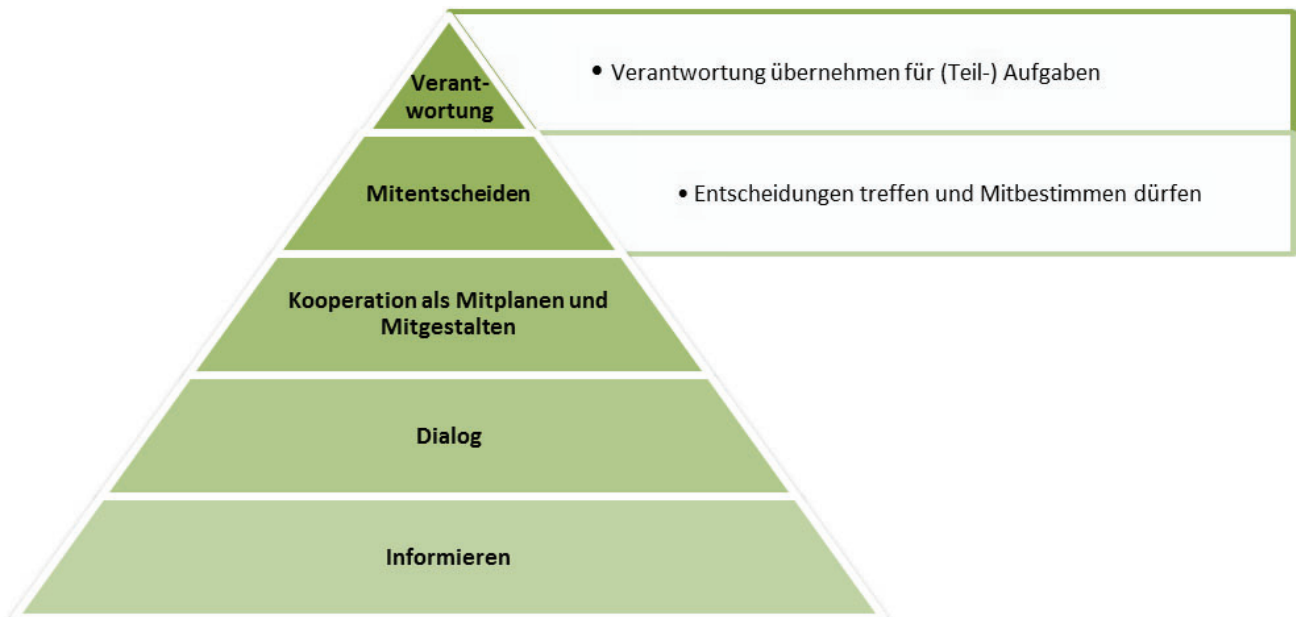 Verant-
wortung
• Verantwortung übernehmen für (Teil-) Aufgaben
Mitentscheiden
• Entscheidungen treffen und Mitbestimmen dürfen
Kooperation als Mitplanen und
Mitgestalten
Dialog
Informieren